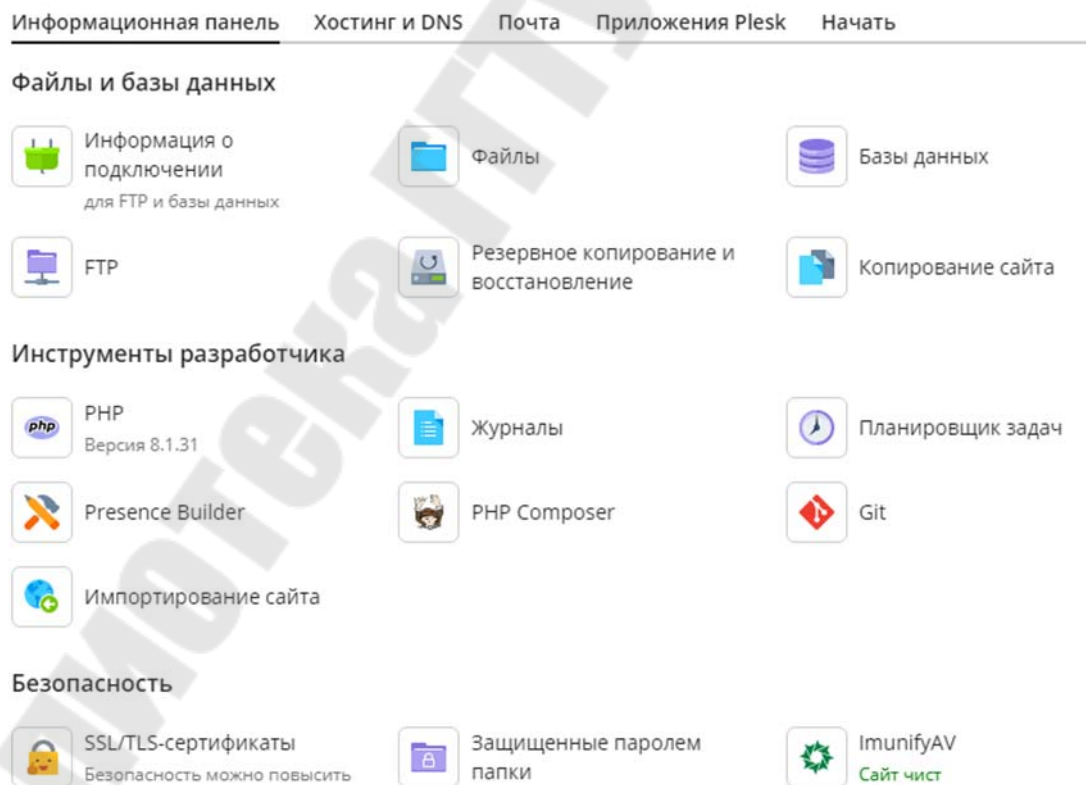 Информационная панель Хостинг и DNS Почта Приложения Plesk Начать
Файлы и базы данных
Информация о
подключении
для FTP и базы данных
Файлы
Базы данных
FTP
Резервное копирование и
восстановление
Копирование сайта
Инструменты разработчика
php
PHP
Версия 8.1.31
Журналы
Планировщик задач
Presence Builder
PHP Composer
Git
Импортирование сайта
Безопасность
SSL/TLS-сертификаты
Безопасность можно повысить
Защищенные паролем
папки
ImunifyAV
Сайт чист